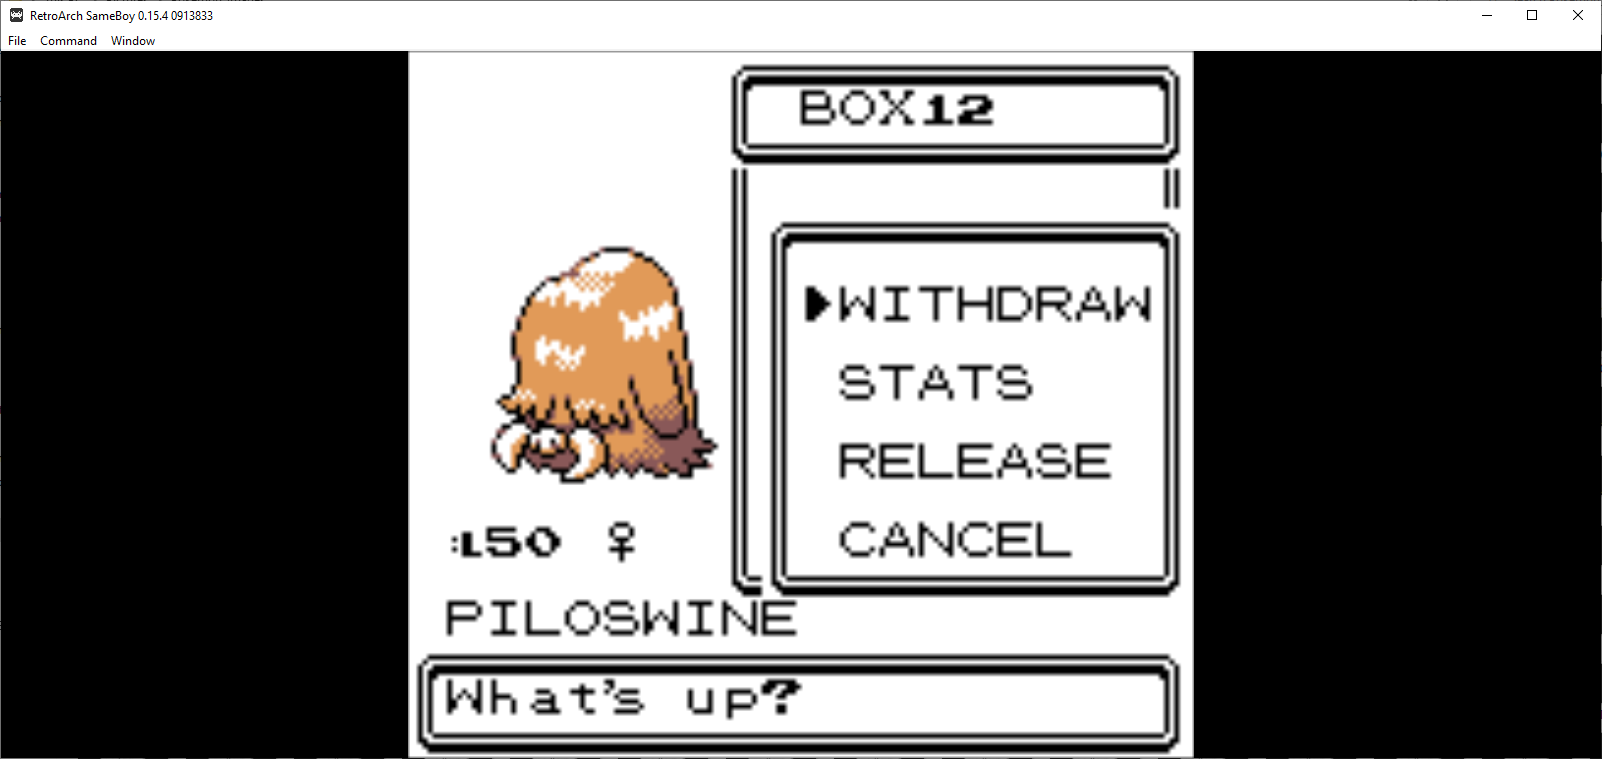 RetroArch SameBoy 0.15.4 0913833
File Command Window
BOX12
▶WITHDRAW
STATS
RELEASE
CANCEL
:L50 ♀
PILOSWINE
What's up?